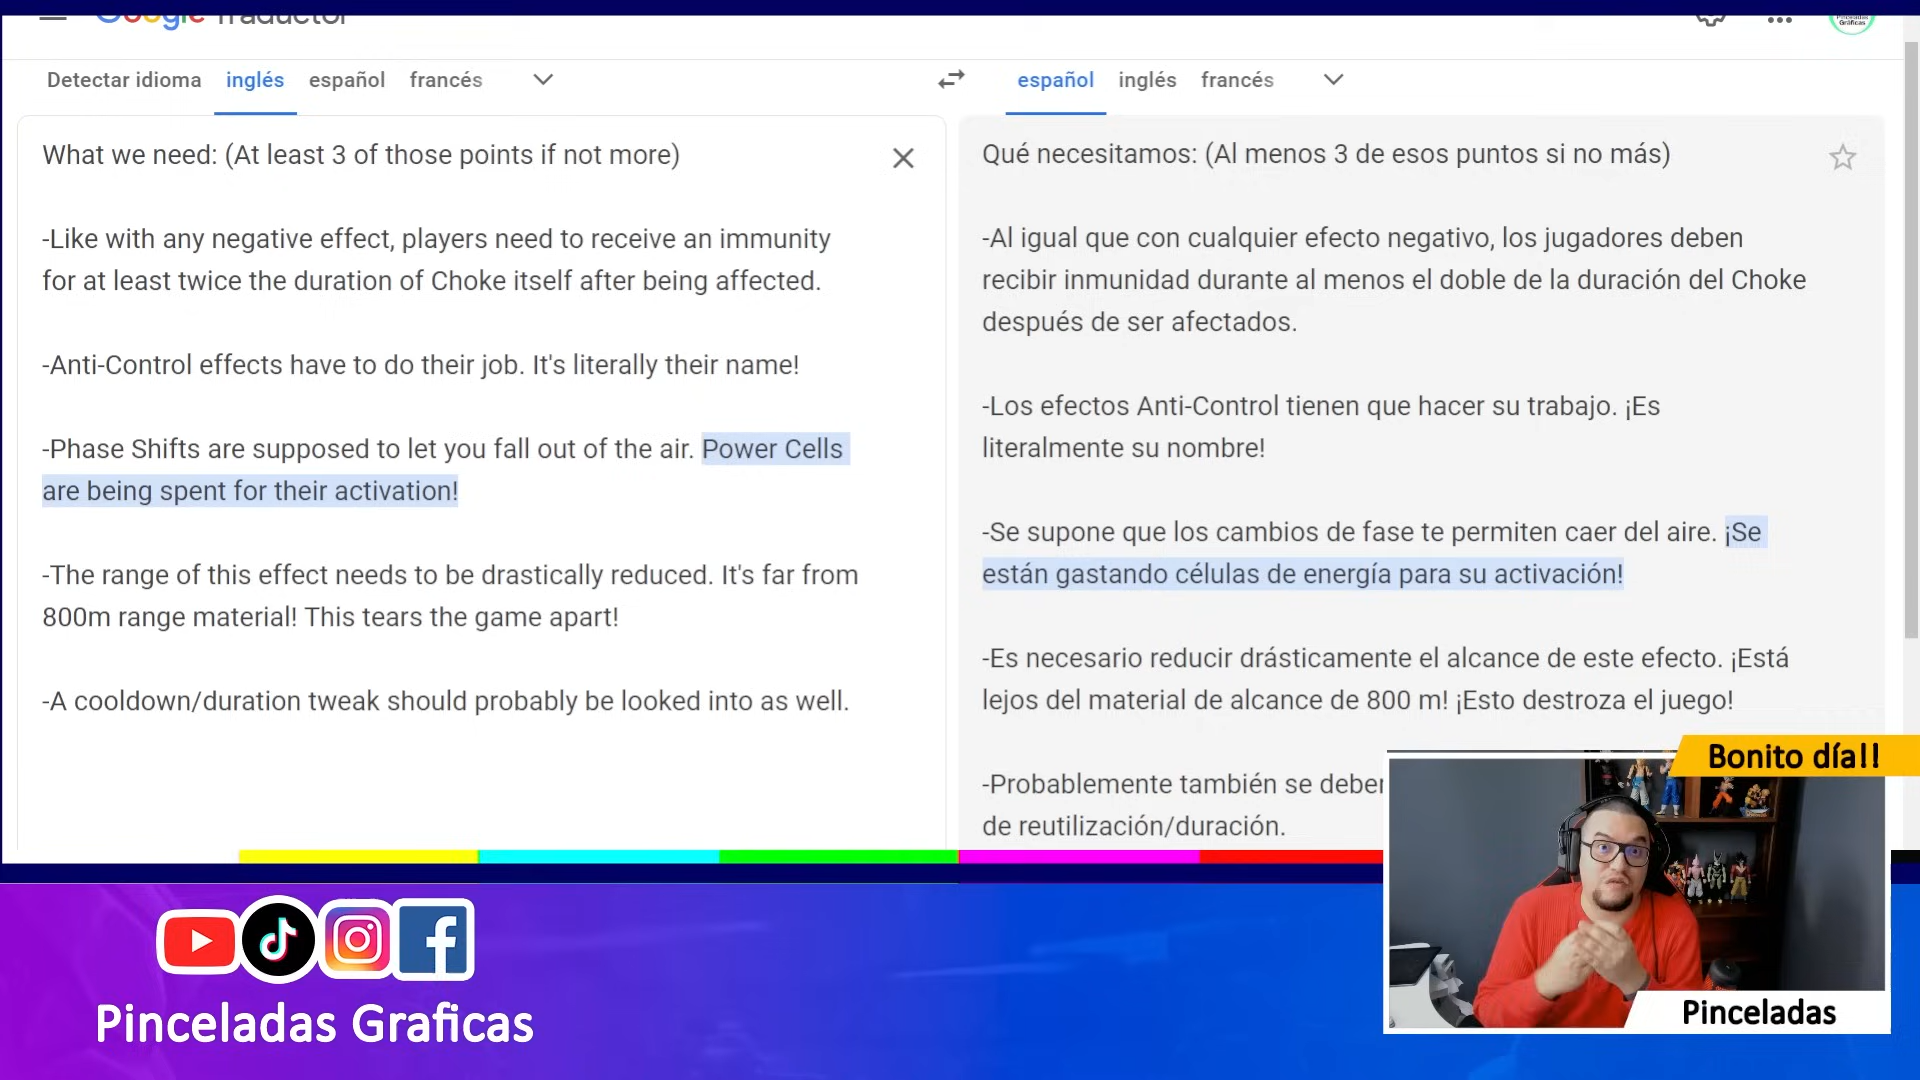 Google Traductor
Detectar idioma inglés español francés
español inglés francés
What we need: (At least 3 of those points if not more)
-Like with any negative effect, players need to receive an immunity
for at least twice the duration of Choke itself after being affected.
-Anti-Control effects have to do their job. It's literally their name!
-Phase Shifts are supposed to let you fall out of the air. Power Cells
are being spent for their activation!
-The range of this effect needs to be drastically reduced. It's far from
800m range material! This tears the game apart!
-A cooldown/duration tweak should probably be looked into as well.
Qué necesitamos: (Al menos 3 de esos puntos si no más)
-Al igual que con cualquier efecto negativo, los jugadores deben
recibir inmunidad durante al menos el doble de la duración del Choke
después de ser afectados.
-Los efectos Anti-Control tienen que hacer su trabajo. ¡Es
literalmente su nombre!
-Se supone que los cambios de fase te permiten caer del aire. ¡Se
están gastando células de energía para su activación!
-Es necesario reducir drásticamente el alcance de este efecto. ¡Está
lejos del material de alcance de 800 m! ¡Esto destroza el juego!
-Probablemente también se deber
de reutilización/duración.
Bonito día!!
Pinceladas
Pinceladas Graficas